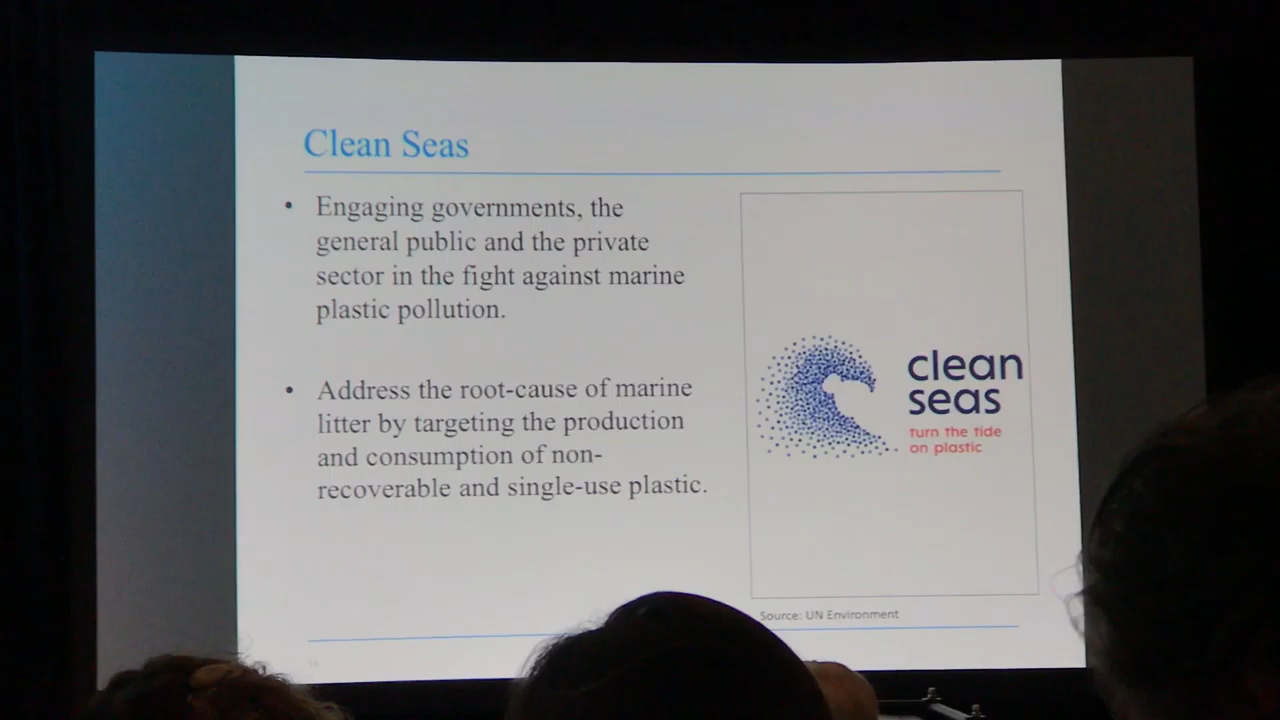 Clean Seas
• Engaging governments, the
general public and the private
sector in the fight against marine
plastic pollution.
• Address the root-cause of marine
litter by targeting the production
and consumption of non-
recoverable and single-use plastic.
clean
seas
turn the tide
on plastic
Source: UN Environment